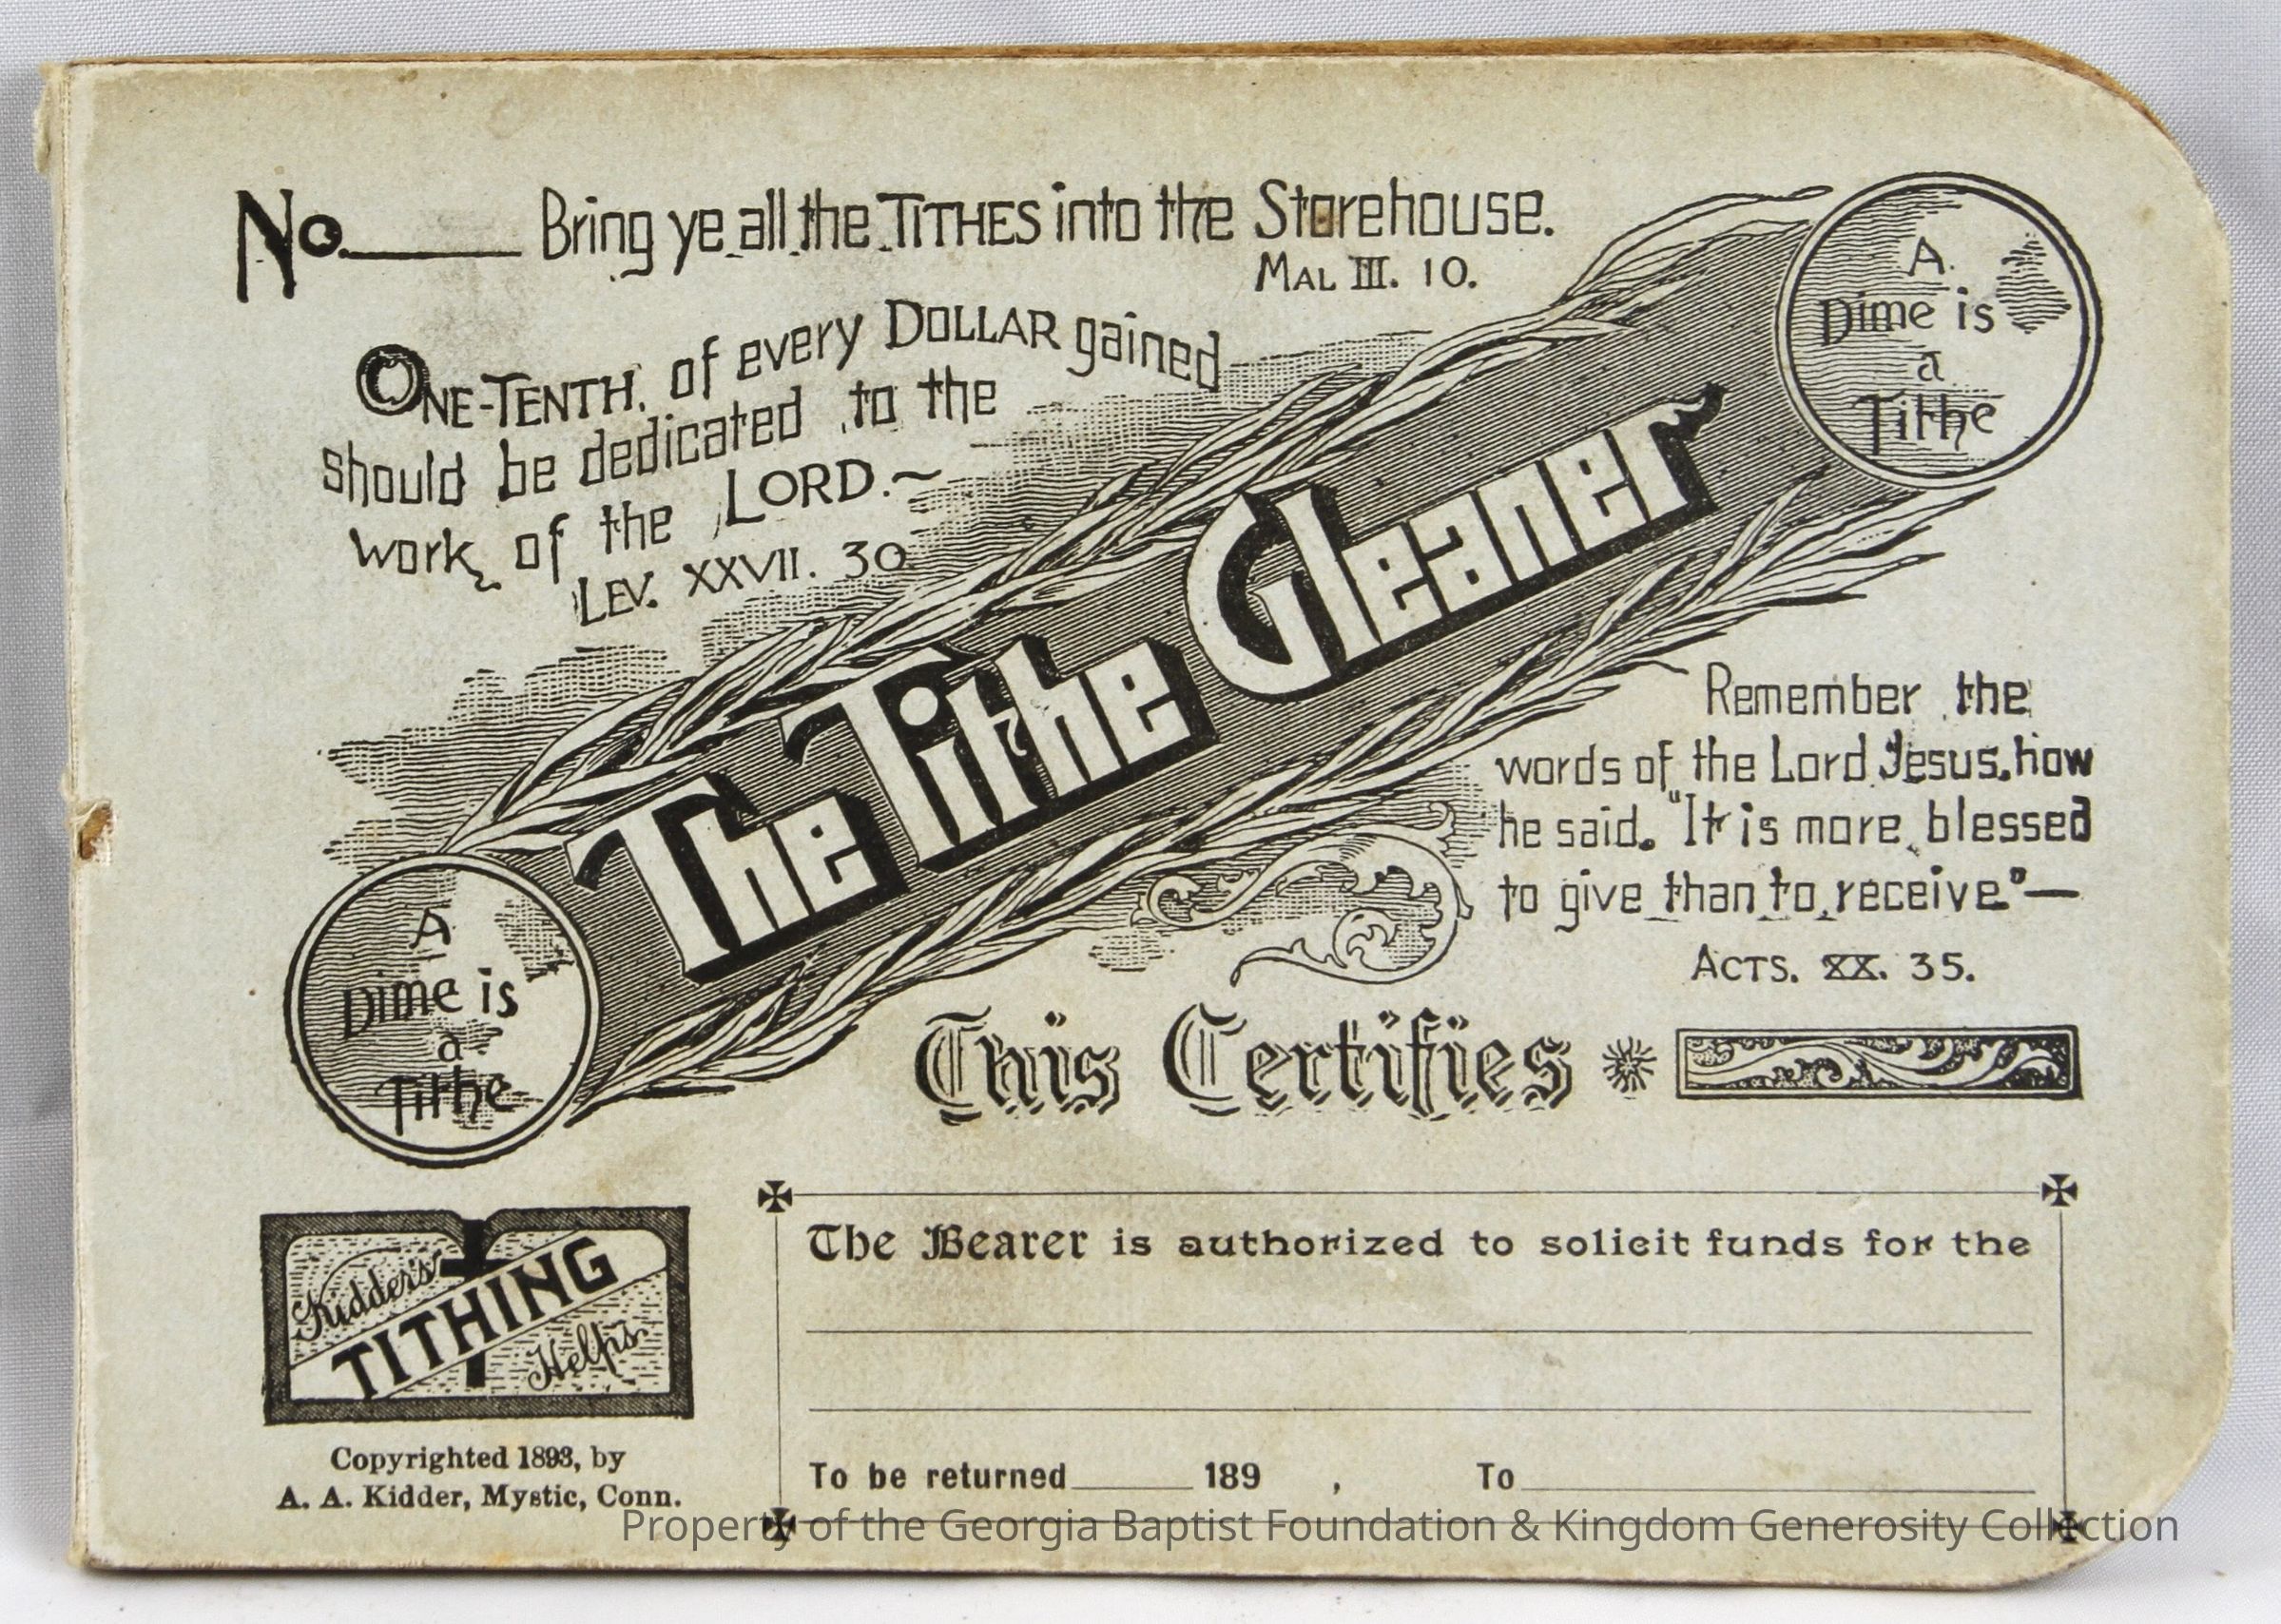 No. Bring ye all the TITHES into the Storehouse.
MAL III. 10.
ONE-TENTH of every DOLLAR gained
should be dedicated to the
work of the LORD.~
LEV. XXVII. 30
A
Dime is
a
Tithe
The Tithe Gleaner
Remember the
words of the Lord Jesus, how
he said. "It is more blessed
to give than to receive"—
ACTS. XX. 35.
A
Dime is
a
Tithe
This Certifies
Kidders'
TITHING
Helps
Copyrighted 1893, by
A. A. Kidder, Mystic, Conn.
The Bearer is authorized to solicit funds for the
To be returned 189 , To
Property of the Georgia Baptist Foundation & Kingdom Generosity Collection